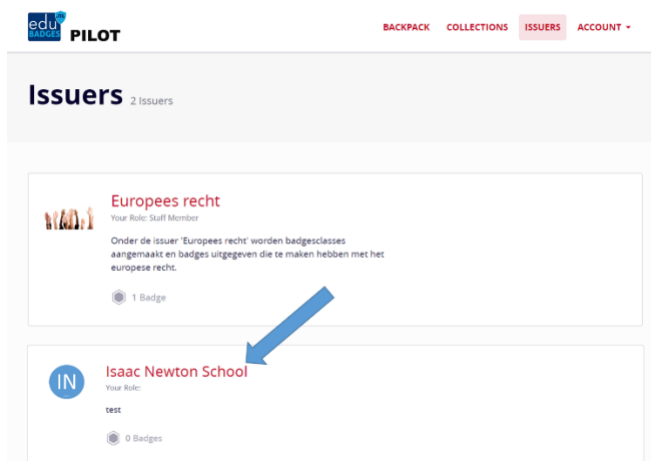 edu
BADGES
PILOT
BACKPACK COLLECTIONS ISSUERS ACCOUNT
Issuers 2 Issuers
Europees recht
Your Role: Staff Member
Onder de issuer 'Europees recht' worden badgesclasses
aangemaakt en badges uitgegeven die te maken hebben met het
europese recht.
1 Badge
IN
Isaac Newton School
Your Role:
test
0 Badges